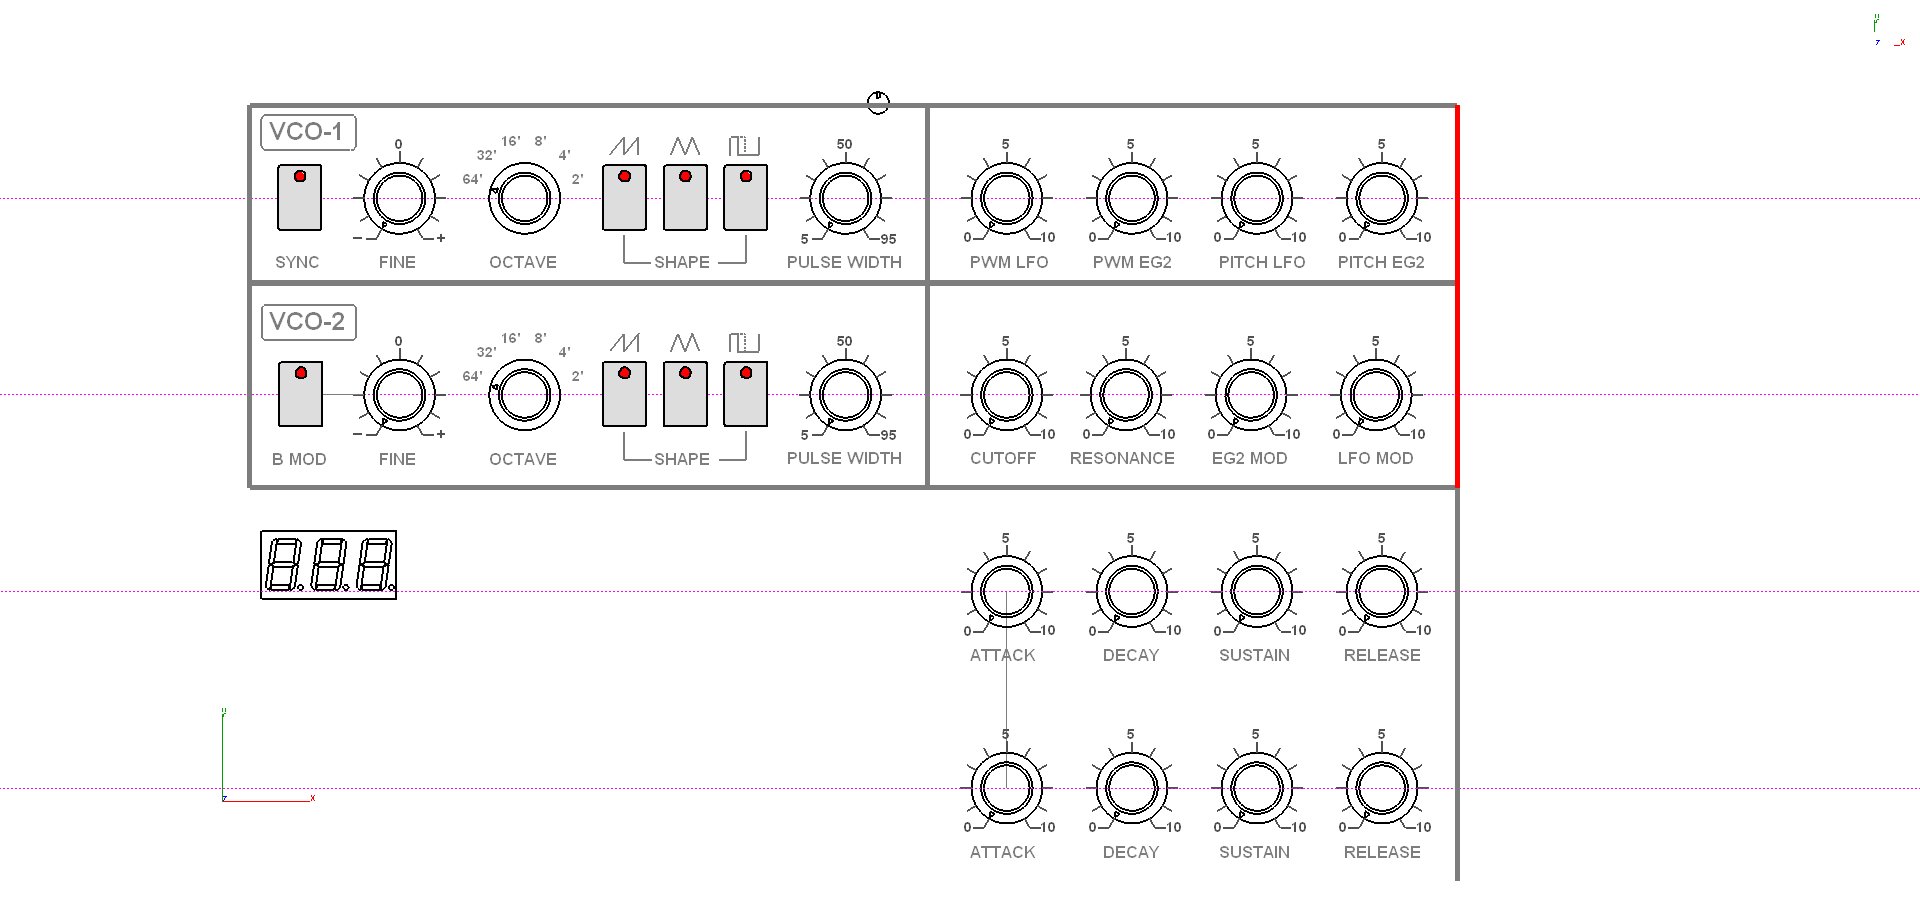 y
z x
VCO-1
0 16' 8' 50 5 5 5 5
32' 4'
64' 2'
− + 5 95 0 10 0 10 0 10 0 10
SYNC FINE OCTAVE SHAPE PULSE WIDTH PWM LFO PWM EG2 PITCH LFO PITCH EG2
VCO-2
0 16' 8' 50 5 5 5 5
32' 4'
64' 2'
− + 5 95 0 10 0 10 0 10 0 10
B MOD FINE OCTAVE SHAPE PULSE WIDTH CUTOFF RESONANCE EG2 MOD LFO MOD
8.8.8.
5 5 5 5
0 10 0 10 0 10 0 10
ATTACK DECAY SUSTAIN RELEASE
y
z x
5 5 5 5
0 10 0 10 0 10 0 10
ATTACK DECAY SUSTAIN RELEASE